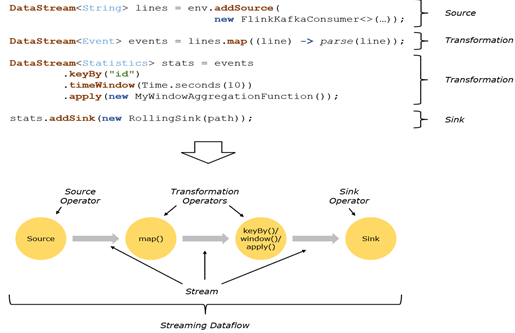 DataStream<String> lines = env.addSource(
new FlinkKafkaConsumer<>(…));
Source
DataStream<Event> events = lines.map((line) -> parse(line));
Transformation
DataStream<Statistics> stats = events
.keyBy("id")
.timeWindow(Time.seconds(10))
.apply(new MyWindowAggregationFunction());
Transformation
stats.addSink(new RollingSink(path));
Sink
Source
Operator
Transformation
Operators
Sink
Operator
Source
map()
keyBy()/
window()/
apply()
Sink
Stream
Streaming Dataflow